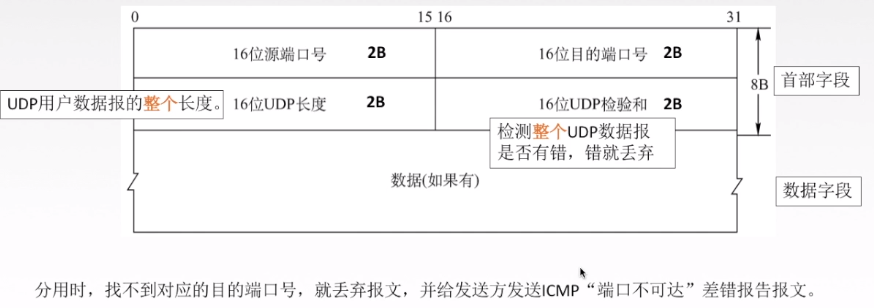 0 15 16 31
16位源端口号 2B 16位目的端口号 2B
8B 首部字段
UDP用户数据报的整个长度。 16位UDP长度 2B 16位UDP检验和 2B
检测整个UDP数据报
是否有错，错就丢弃
数据(如果有) 数据字段
分用时，找不到对应的目的端口号，就丢弃报文，并给发送方发送ICMP“端口不可达”差错报告报文。